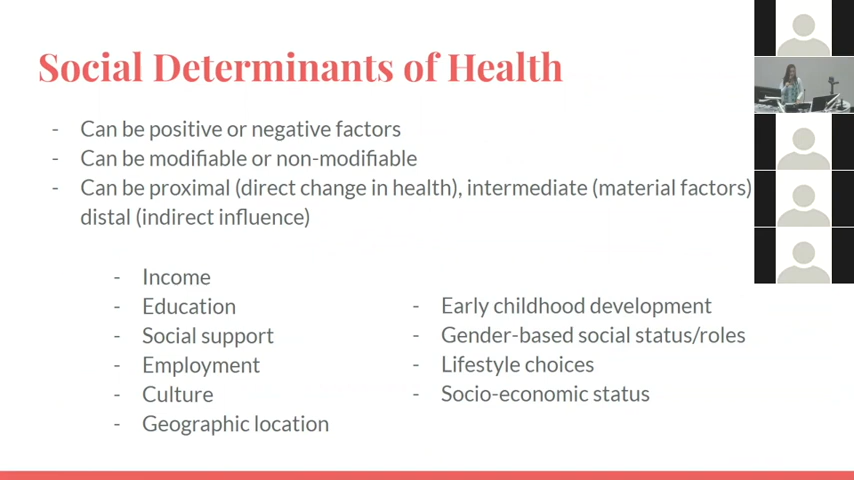 Social Determinants of Health
- Can be positive or negative factors
- Can be modifiable or non-modifiable
- Can be proximal (direct change in health), intermediate (material factors)
distal (indirect influence)
- Income
- Education
- Social support
- Employment
- Culture
- Geographic location
- Early childhood development
- Gender-based social status/roles
- Lifestyle choices
- Socio-economic status